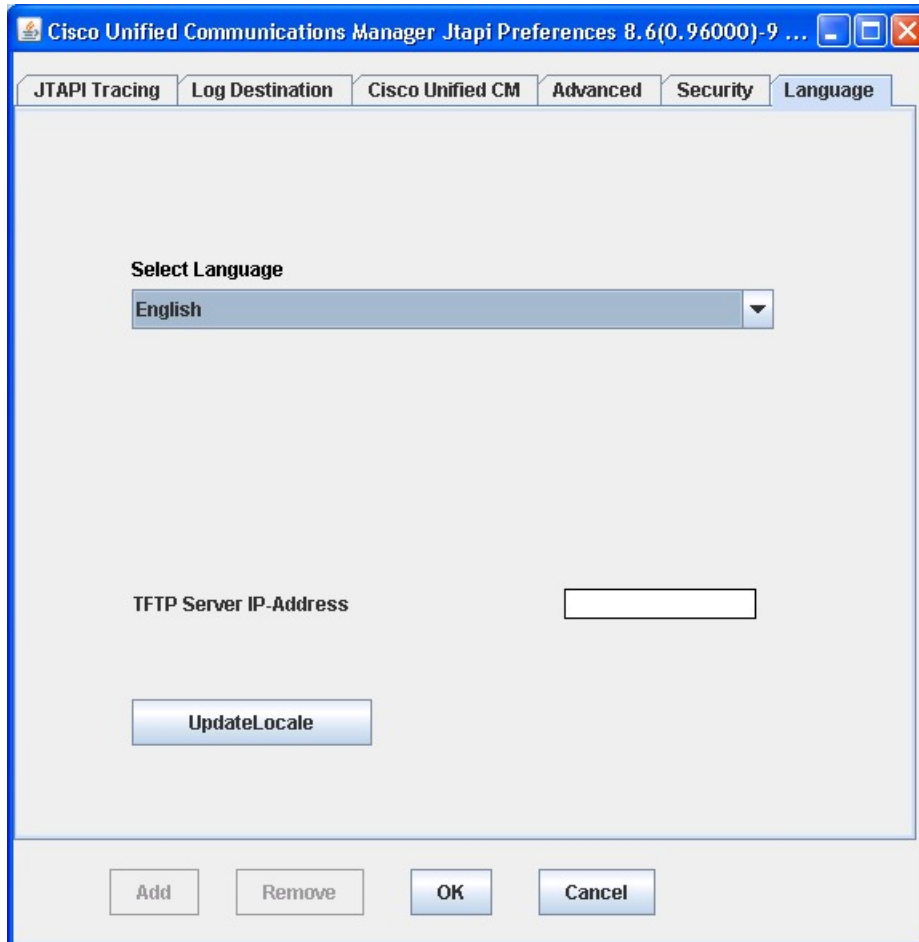 Cisco Unified Communications Manager Jtapi Preferences 8.6(0.96000)-9 ...
JTAPI Tracing Log Destination Cisco Unified CM Advanced Security Language
Select Language
English
TFTP Server IP-Address
UpdateLocale
Add Remove OK Cancel